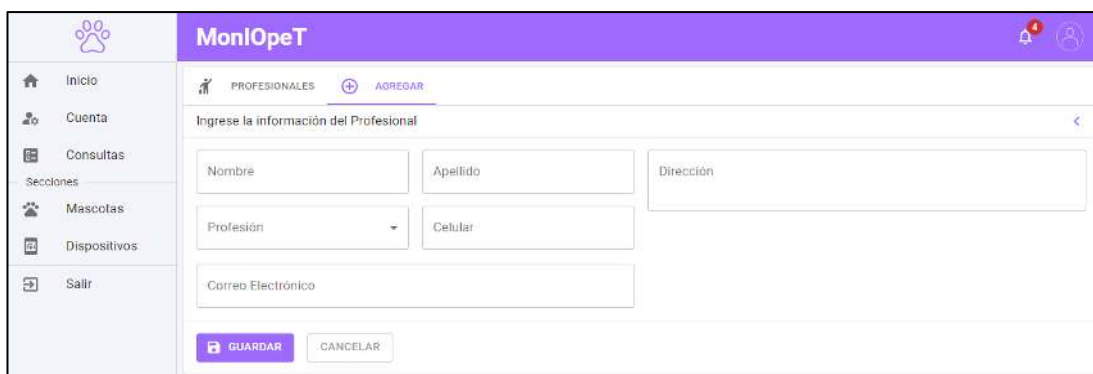 MonIOpeT
4
Inicio
Cuenta
Consultas
Secciones
Mascotas
Dispositivos
Salir
PROFESIONALES
AGREGAR
Ingrese la información del Profesional
Nombre
Apellido
Dirección
Profesión
Celular
Correo Electrónico
GUARDAR
CANCELAR